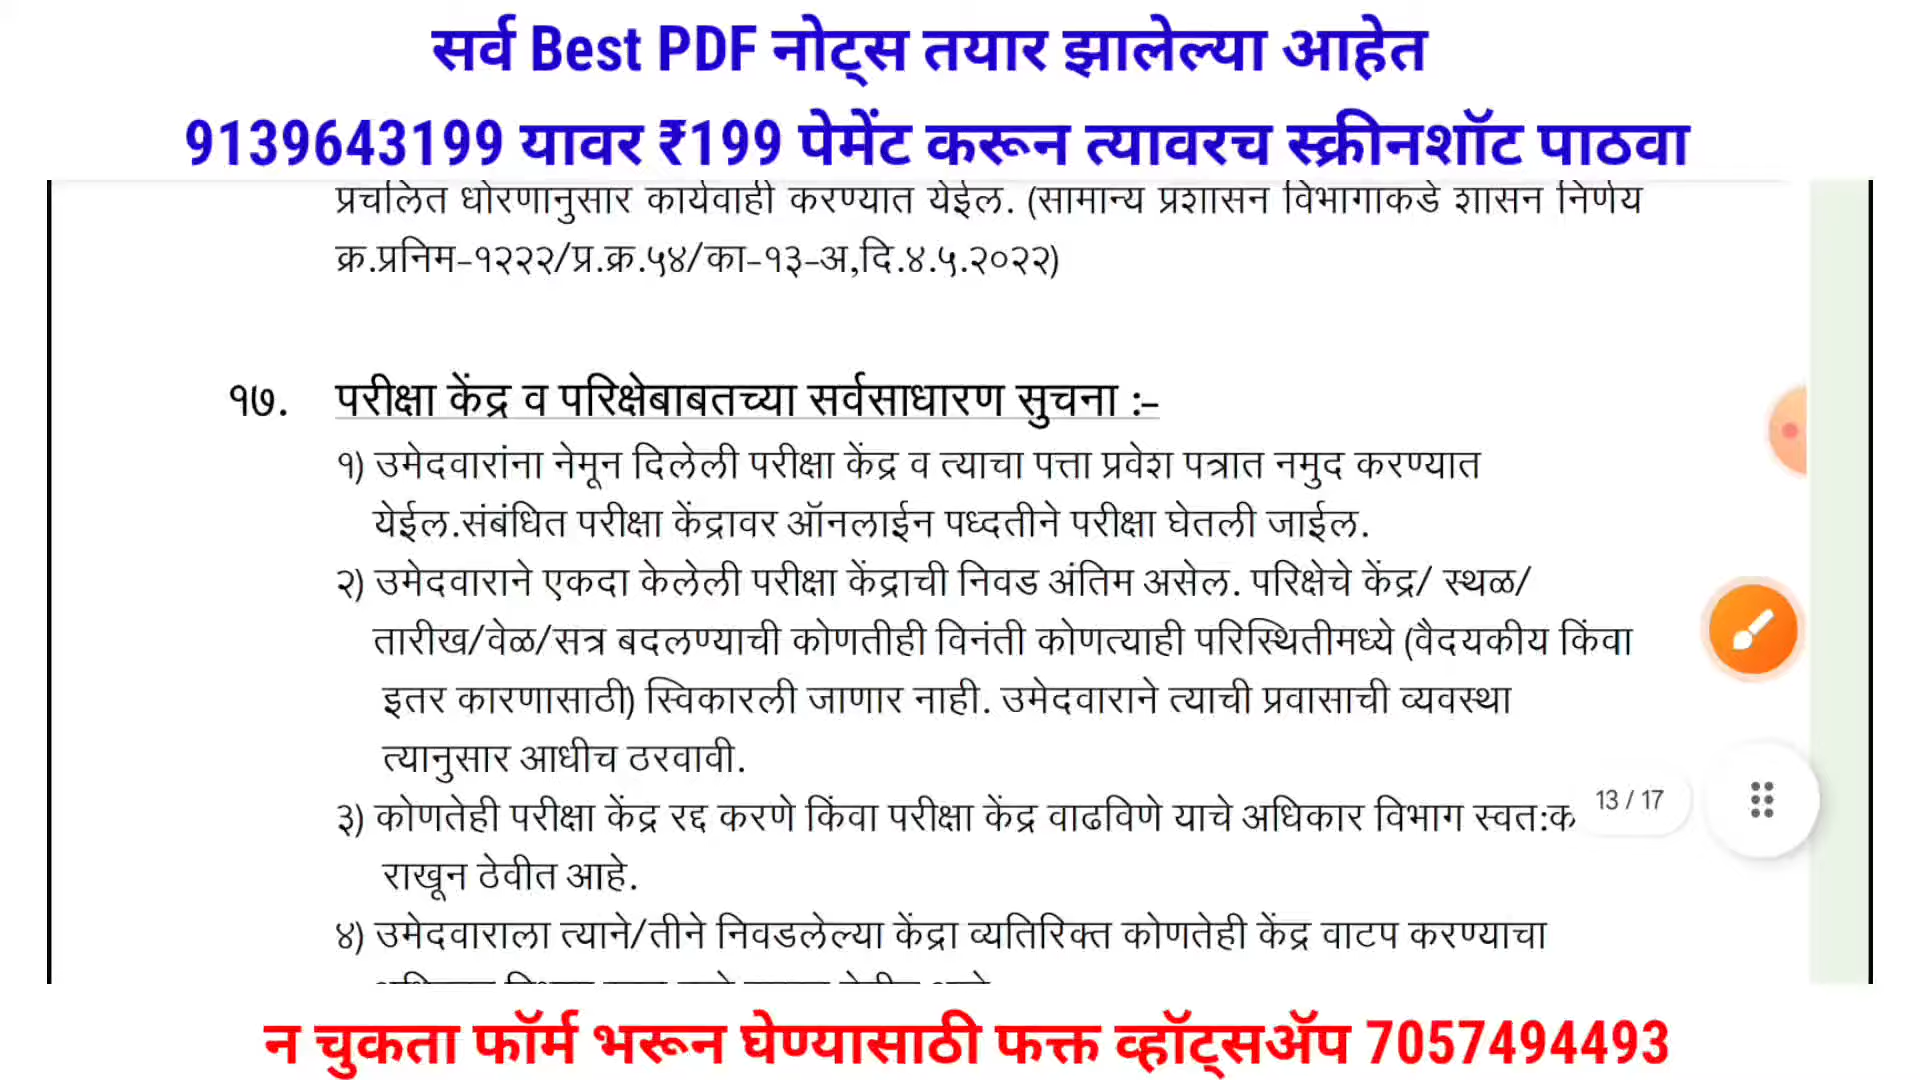 सर्व Best PDF नोट्स तयार झालेल्या आहेत
9139643199 यावर ₹199 पेमेंट करून त्यावरच स्क्रीनशॉट पाठवा
प्रचलित धोरणानुसार कार्यवाही करण्यात येईल. (सामान्य प्रशासन विभागाकडे शासन निर्णय
क्र.प्रनिम-१२२२/प्र.क्र.५४/का-१३-अ,दि.४.५.२०२२)
१७. परीक्षा केंद्र व परिक्षेबाबतच्या सर्वसाधारण सुचना :-
१) उमेदवारांना नेमून दिलेली परीक्षा केंद्र व त्याचा पत्ता प्रवेश पत्रात नमुद करण्यात
येईल.संबंधित परीक्षा केंद्रावर ऑनलाईन पध्दतीने परीक्षा घेतली जाईल.
२) उमेदवाराने एकदा केलेली परीक्षा केंद्राची निवड अंतिम असेल. परिक्षेचे केंद्र/ स्थळ/
तारीख/वेळ/सत्र बदलण्याची कोणतीही विनंती कोणत्याही परिस्थितीमध्ये (वैदयकीय किंवा
इतर कारणासाठी) स्विकारली जाणार नाही. उमेदवाराने त्याची प्रवासाची व्यवस्था
त्यानुसार आधीच ठरवावी.
३) कोणतेही परीक्षा केंद्र रद्द करणे किंवा परीक्षा केंद्र वाढविणे याचे अधिकार विभाग स्वत:क
13 / 17
राखून ठेवीत आहे.
४) उमेदवाराला त्याने/तीने निवडलेल्या केंद्रा व्यतिरिक्त कोणतेही केंद्र वाटप करण्याचा
न चुकता फॉर्म भरून घेण्यासाठी फक्त व्हॉट्सॲप 7057494493